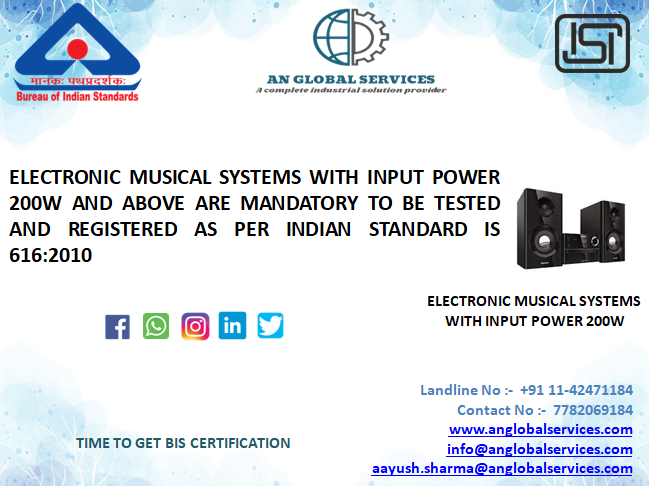 मानकः पथप्रदर्शकः
Bureau of Indian Standards
AN GLOBAL SERVICES
A complete industrial solution provider
ISI
ELECTRONIC MUSICAL SYSTEMS WITH INPUT POWER
200W AND ABOVE ARE MANDATORY TO BE TESTED
AND REGISTERED AS PER INDIAN STANDARD IS
616:2010
ELECTRONIC MUSICAL SYSTEMS
WITH INPUT POWER 200W
Landline No :- +91 11-42471184
Contact No :- 7782069184
www.anglobalservices.com
info@anglobalservices.com
aayush.sharma@anglobalservices.com
TIME TO GET BIS CERTIFICATION